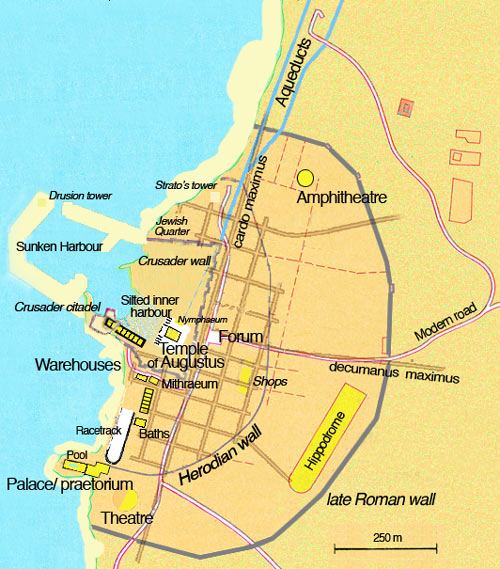 Aqueducts
Strato's tower
cardo maximus
Amphitheatre
Drusion tower
Jewish
Quarter
Sunken Harbour
Crusader wall
Crusader citadel
Silted inner
harbour
Nymphaeum
Forum
Temple
of Augustus
Modern road
Warehouses
decumanus maximus
Mithraeum
Shops
Racetrack
Baths
Herodian wall
Hippodrome
Pool
Palace/ praetorium
late Roman wall
Theatre
250 m